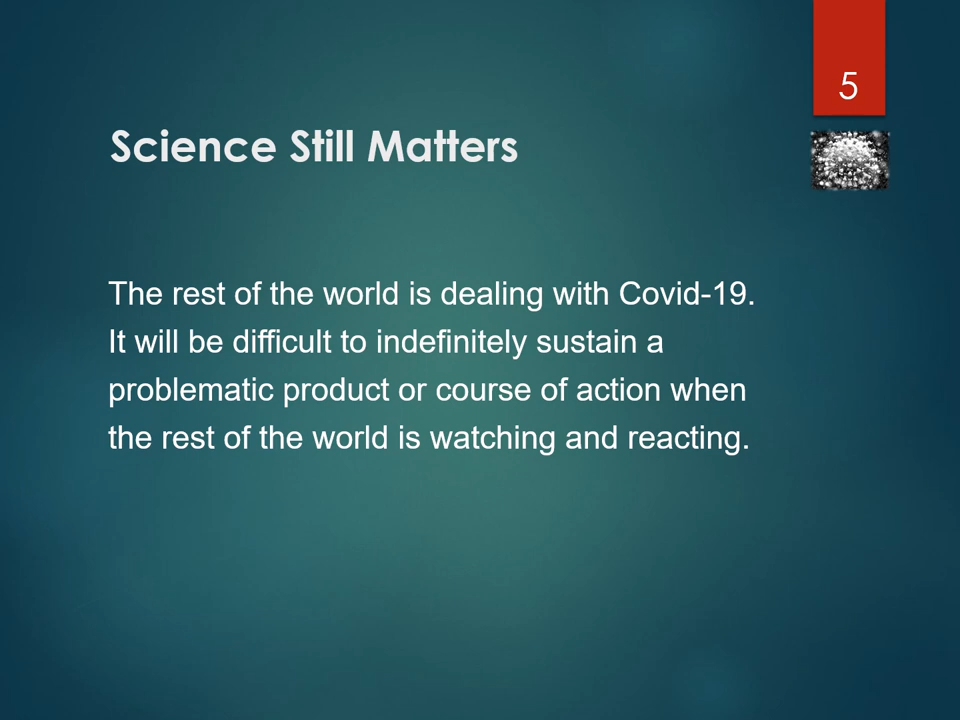 5
Science Still Matters
The rest of the world is dealing with Covid-19.
It will be difficult to indefinitely sustain a
problematic product or course of action when
the rest of the world is watching and reacting.